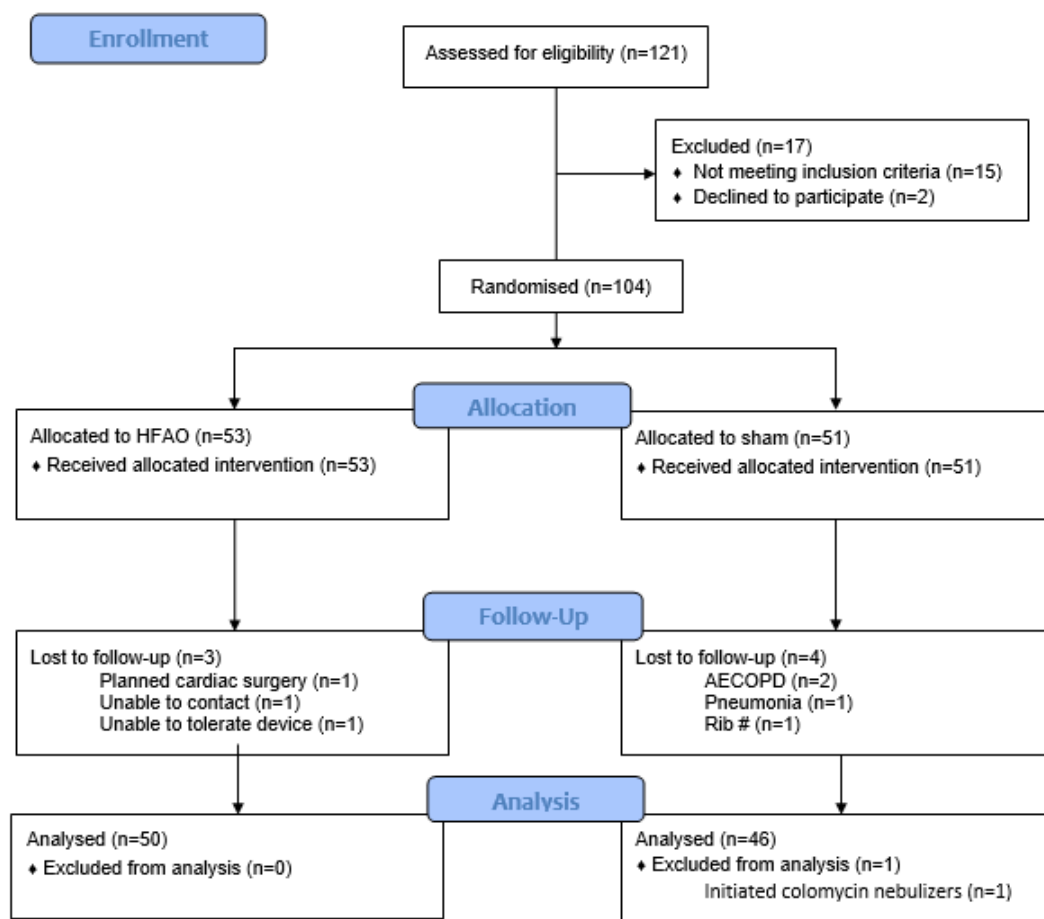 Enrollment
Assessed for eligibility (n=121)
Excluded (n=17)
♦ Not meeting inclusion criteria (n=15)
♦ Declined to participate (n=2)
Randomised (n=104)
Allocation
Allocated to HFAO (n=53)
♦ Received allocated intervention (n=53)
Allocated to sham (n=51)
♦ Received allocated intervention (n=51)
Follow-Up
Lost to follow-up (n=3)
Planned cardiac surgery (n=1)
Unable to contact (n=1)
Unable to tolerate device (n=1)
Lost to follow-up (n=4)
AECOPD (n=2)
Pneumonia (n=1)
Rib # (n=1)
Analysis
Analysed (n=50)
♦ Excluded from analysis (n=0)
Analysed (n=46)
♦ Excluded from analysis (n=1)
Initiated colomycin nebulizers (n=1)